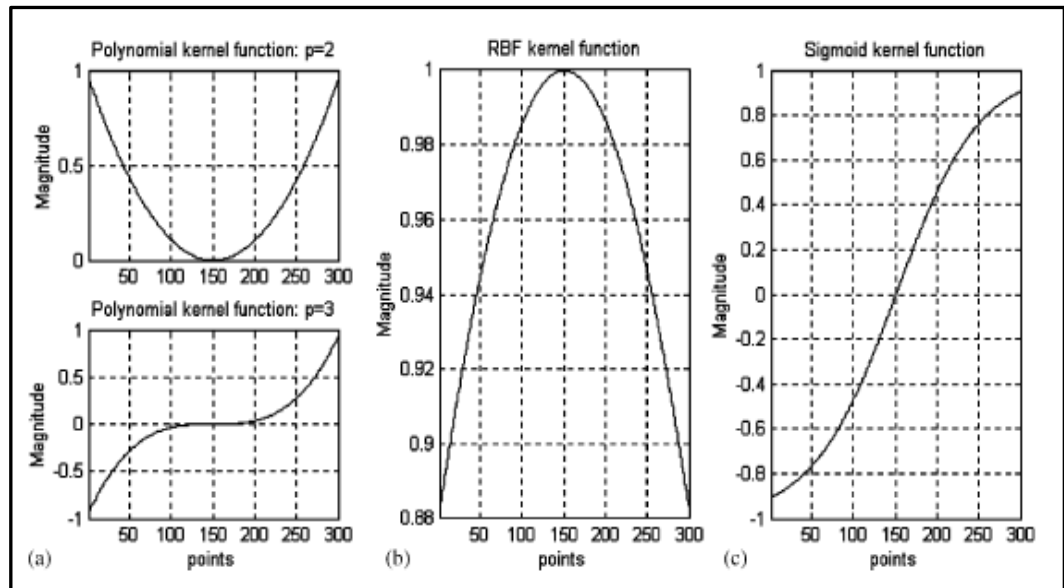 Polynomial kernel function: p=2
1
0.5
0
Magnitude
50 100 150 200 250 300
Polynomial kernel function: p=3
1
0.5
0
-0.5
-1
Magnitude
50 100 150 200 250 300
(a)
points
RBF kernel function
1
0.98
0.96
0.94
0.92
0.9
0.88
Magnitude
50 100 150 200 250 300
(b)
points
Sigmoid kernel function
1
0.8
0.6
0.4
0.2
0
-0.2
-0.4
-0.6
-0.8
-1
Magnitude
50 100 150 200 250 300
(c)
points